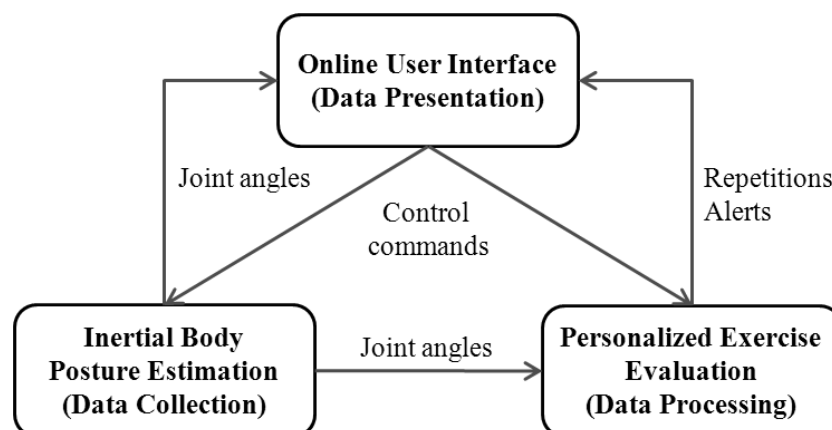 Online User Interface
(Data Presentation)
Joint angles
Control
commands
Repetitions
Alerts
Inertial Body
Posture Estimation
(Data Collection)
Joint angles
Personalized Exercise
Evaluation
(Data Processing)